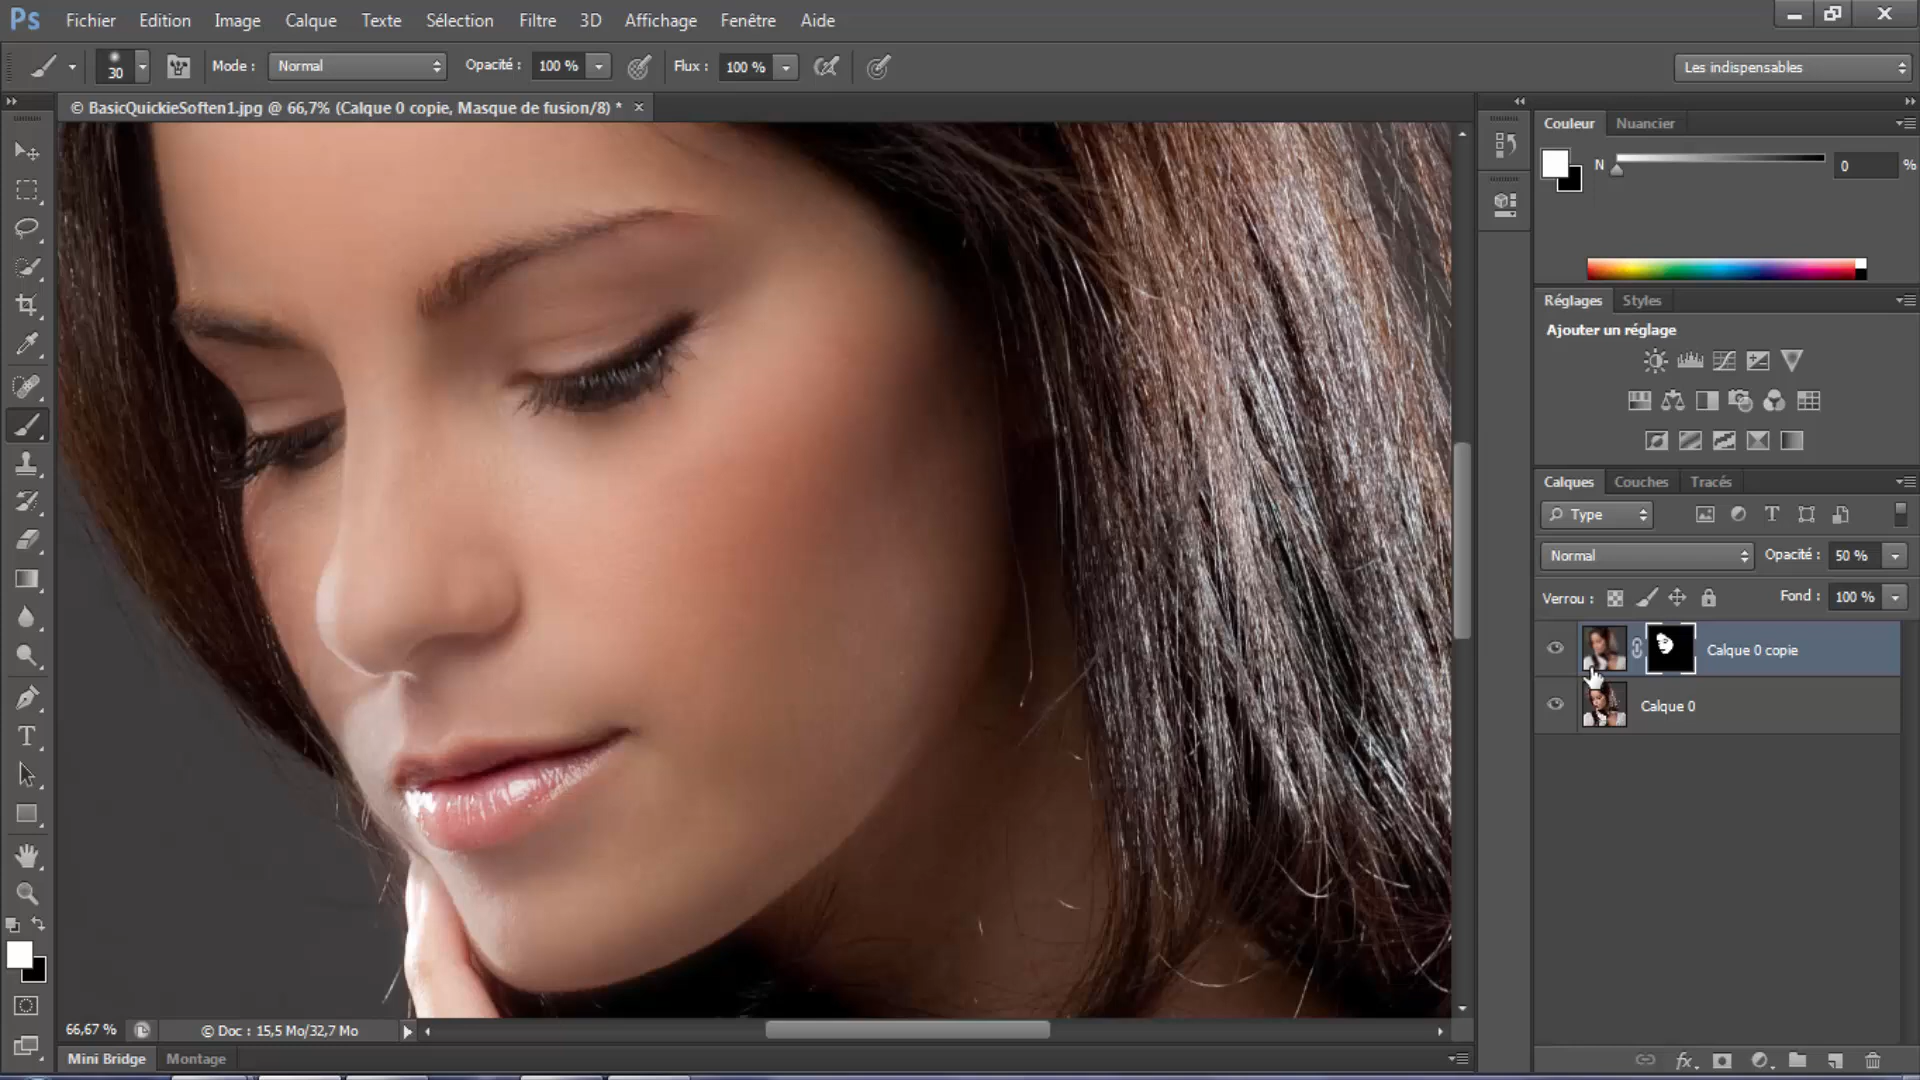 Ps Fichier Edition Image Calque Texte Sélection Filtre 3D Affichage Fenêtre Aide
30 Mode : Normal Opacité : 100 % Flux : 100 % Les indispensables
© BasicQuickieSoften1.jpg @ 66,7% (Calque 0 copie, Masque de fusion/8) * ×
Couleur Nuancier
N 0 %
Réglages Styles
Ajouter un réglage
Calques Couches Tracés
Type
Normal Opacité : 50 %
Verrou : Fond : 100 %
Calque 0 copie
Calque 0
66,67 % © Doc : 15,5 Mo/32,7 Mo
Mini Bridge Montage
fx